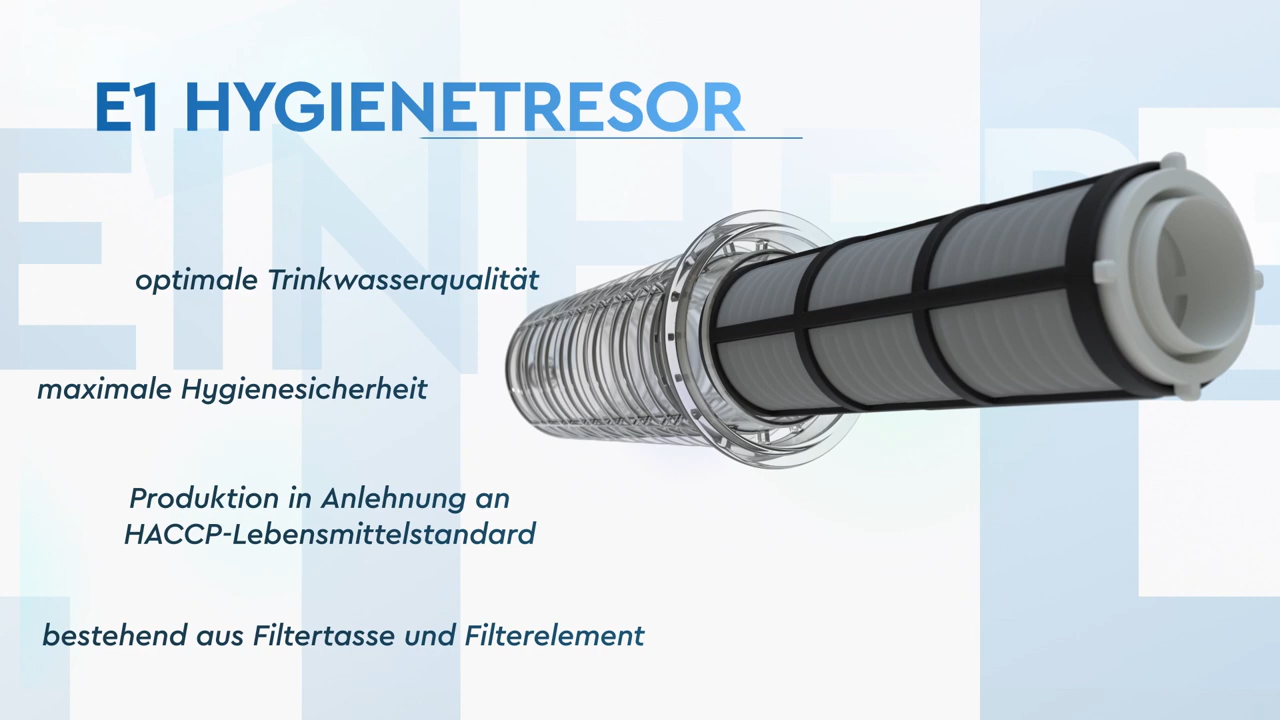 E1 HYGIENETRESOR
optimale Trinkwasserqualität
maximale Hygienesicherheit
Produktion in Anlehnung an
HACCP-Lebensmittelstandard
bestehend aus Filtertasse und Filterelement